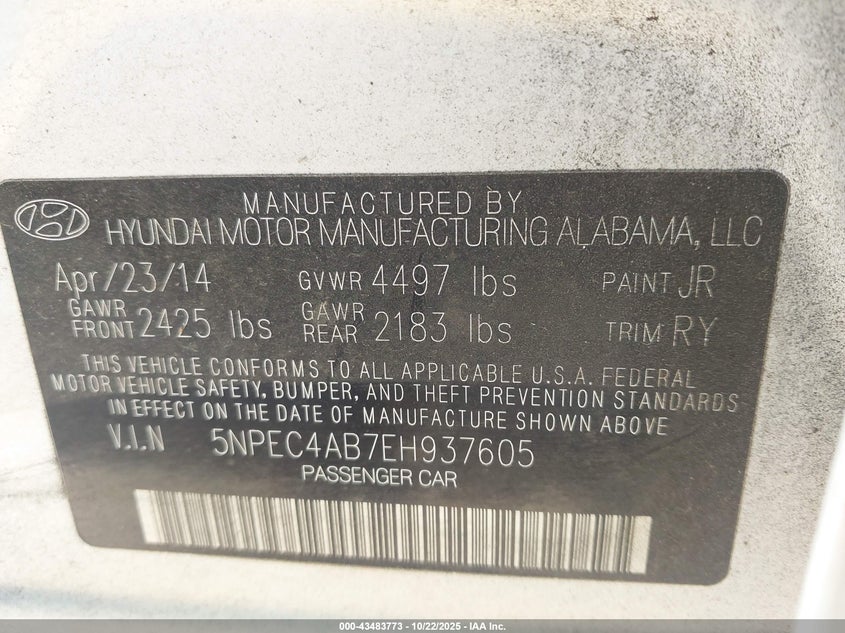 MANUFACTURED BY
HYUNDAI MOTOR MANUFACTURING ALABAMA, LLC
Apr/23/14 GVWR 4497 lbs PAINT JR
GAWR FRONT 2425 lbs GAWR REAR 2183 lbs TRIM RY
THIS VEHICLE CONFORMS TO ALL APPLICABLE U.S.A. FEDERAL
MOTOR VEHICLE SAFETY, BUMPER, AND THEFT PREVENTION STANDARDS
IN EFFECT ON THE DATE OF MANUFACTURE SHOWN ABOVE.
V.I.N 5NPEC4AB7EH937605
PASSENGER CAR
000-43483773 - 10/22/2025 - IAA Inc.